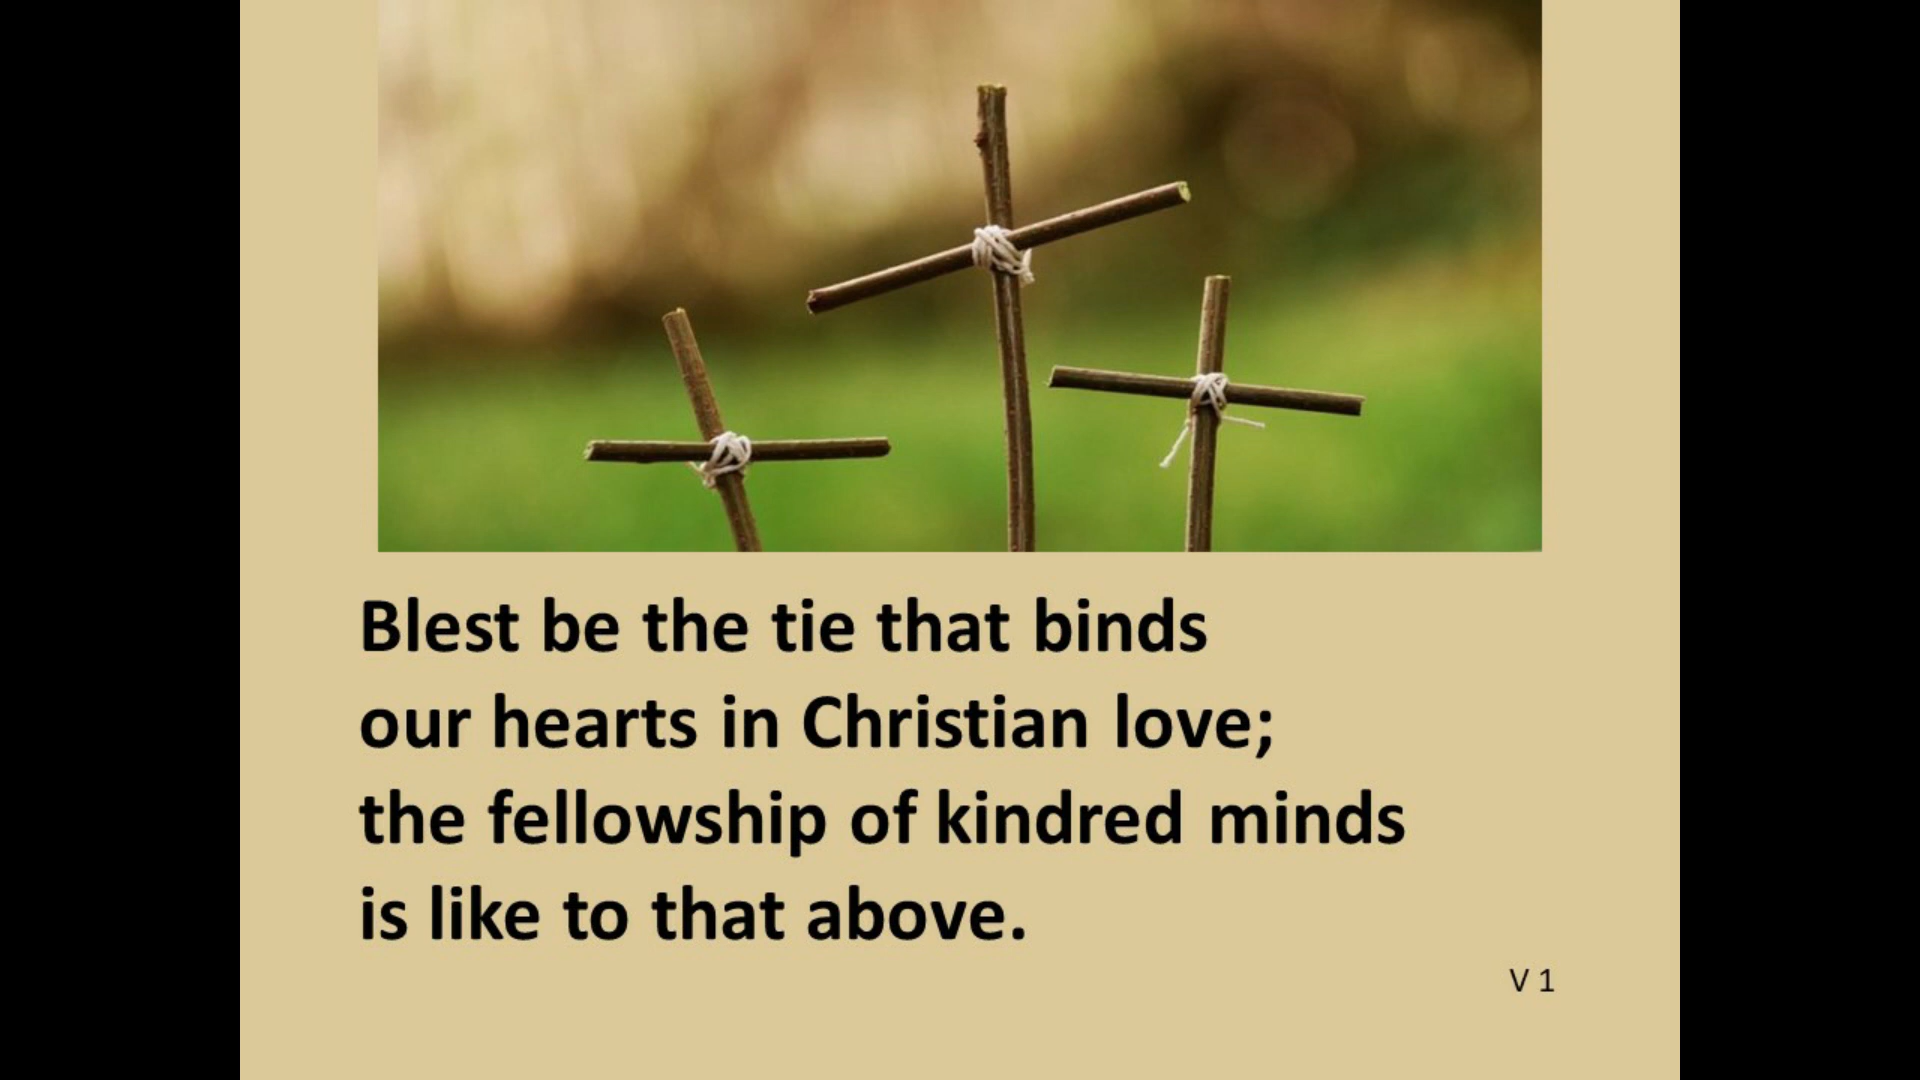 Blest be the tie that binds
our hearts in Christian love;
the fellowship of kindred minds
is like to that above.
V 1